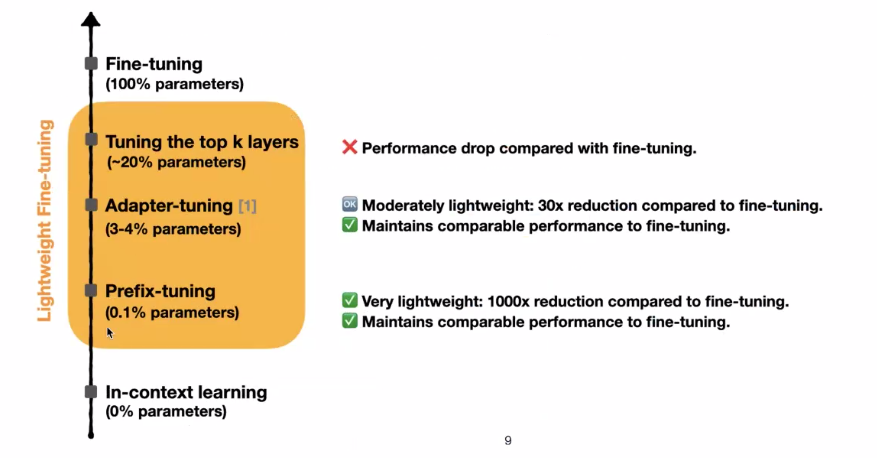 Fine-tuning
(100% parameters)
Lightweight Fine-tuning
Tuning the top k layers
(~20% parameters)
❌ Performance drop compared with fine-tuning.
Adapter-tuning [1]
(3-4% parameters)
🆗 Moderately lightweight: 30x reduction compared to fine-tuning.
✅ Maintains comparable performance to fine-tuning.
Prefix-tuning
(0.1% parameters)
✅ Very lightweight: 1000x reduction compared to fine-tuning.
✅ Maintains comparable performance to fine-tuning.
In-context learning
(0% parameters)
9